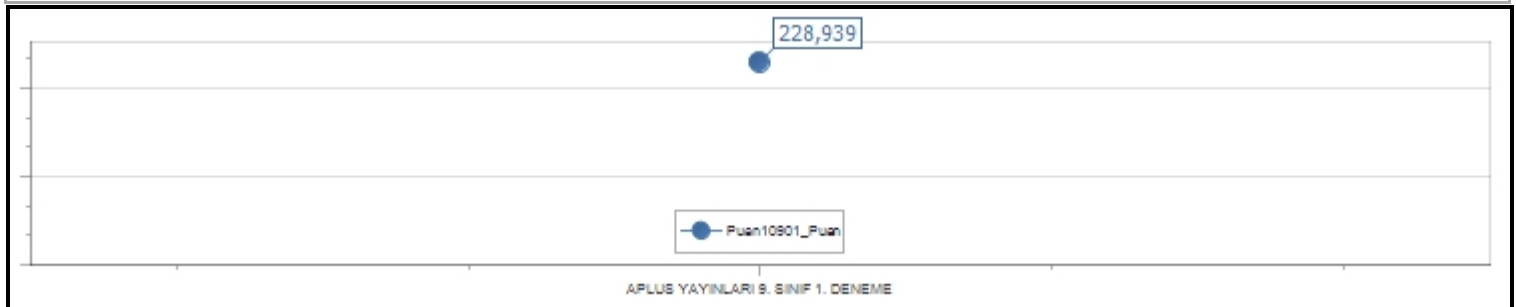 228,939
Puan10901_Puan
APLUS YAYINLARI 9. SINIF 1. DENEME